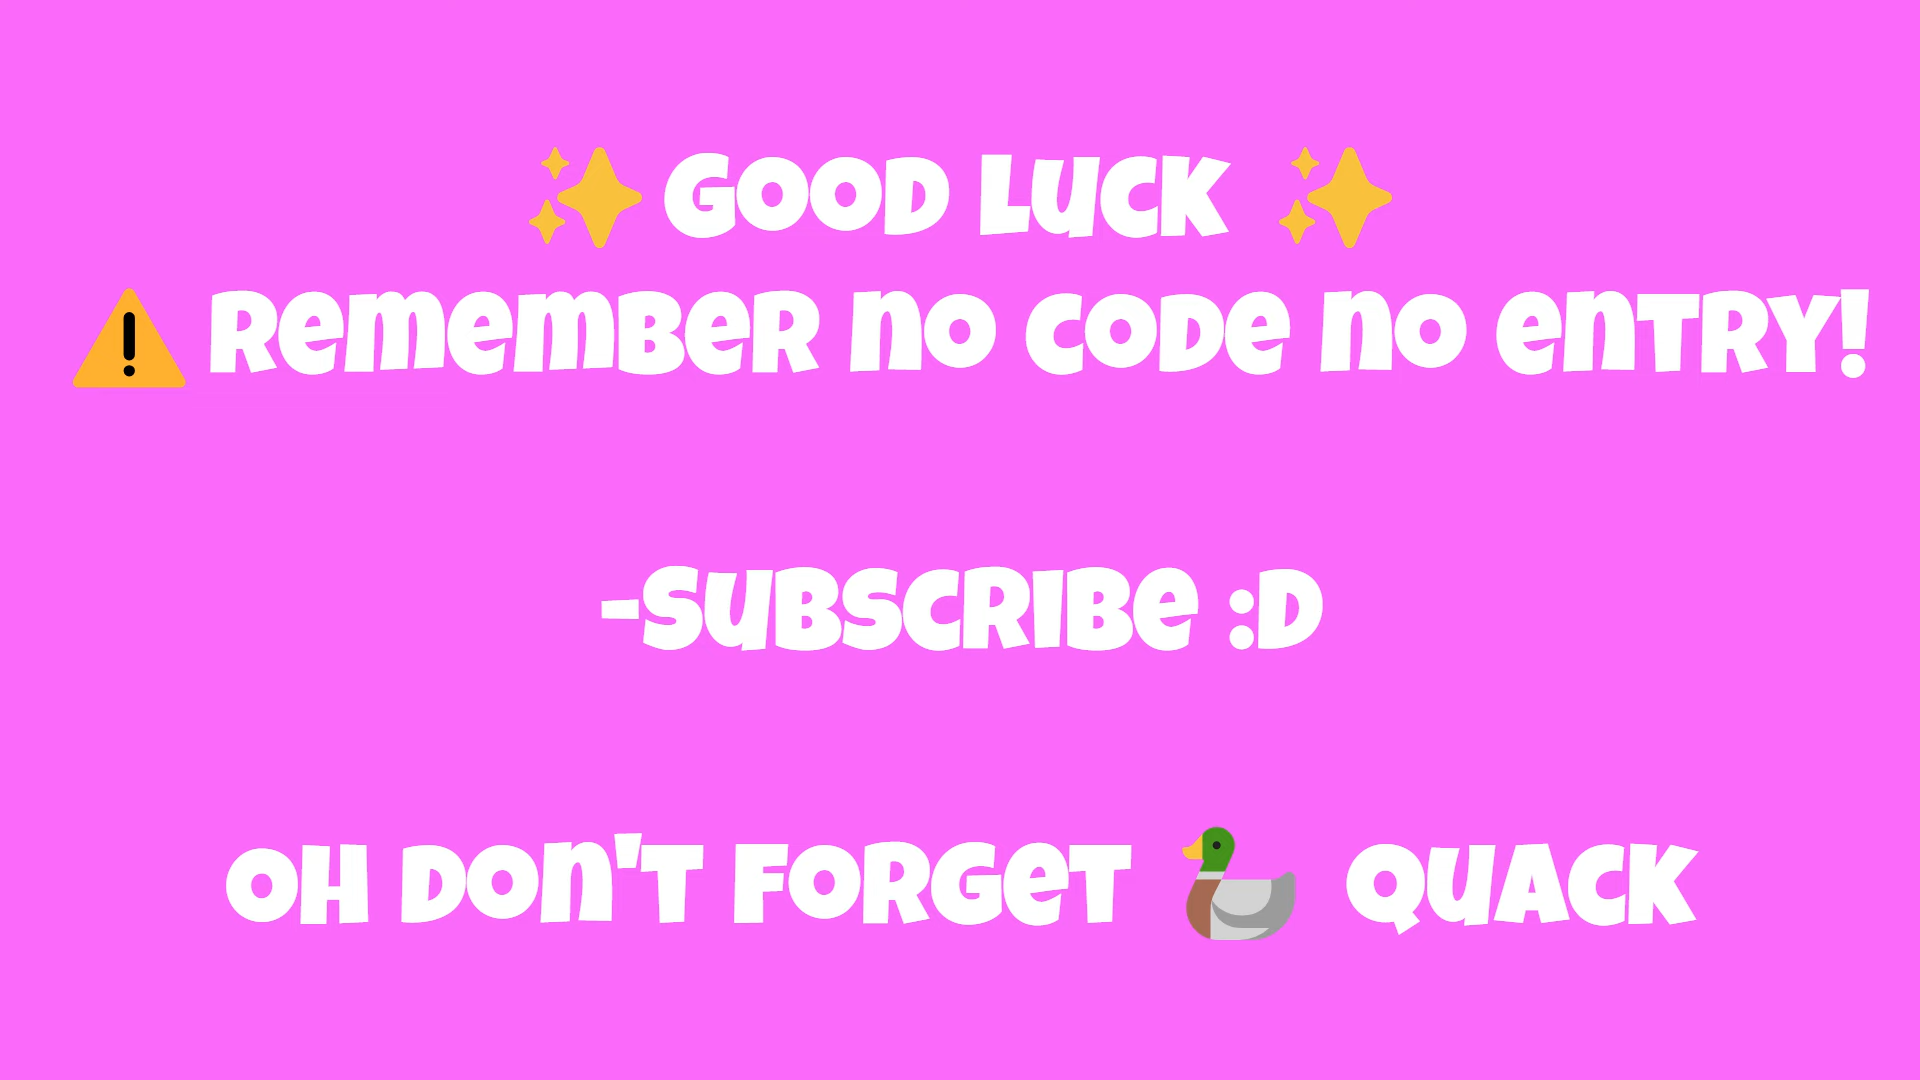 ✨Good Luck ✨
⚠️Remember no code no entry!
-Subscribe :D
Oh don't forget 🦆 Quack